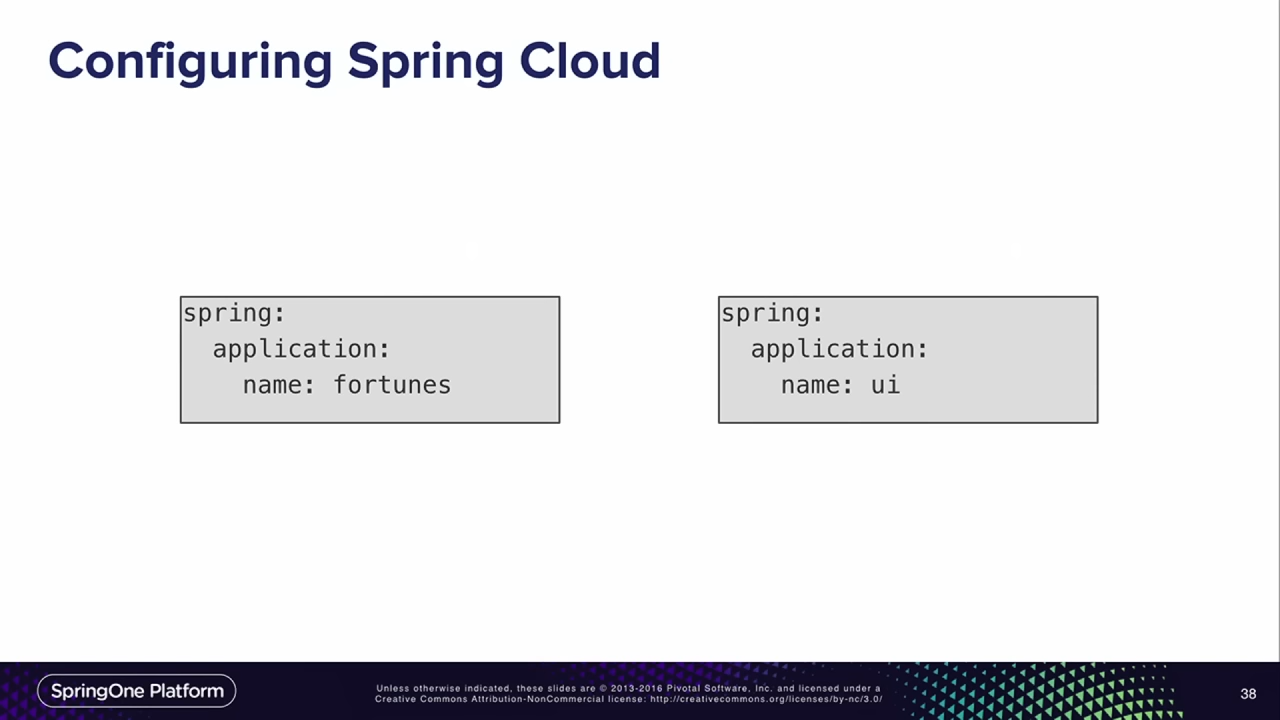 Configuring Spring Cloud
spring:
  application:
    name: fortunes
spring:
  application:
    name: ui
SpringOne Platform
Unless otherwise indicated, these slides are © 2013-2016 Pivotal Software, Inc. and licensed under a
Creative Commons Attribution-NonCommercial license: http://creativecommons.org/licenses/by-nc/3.0/
38